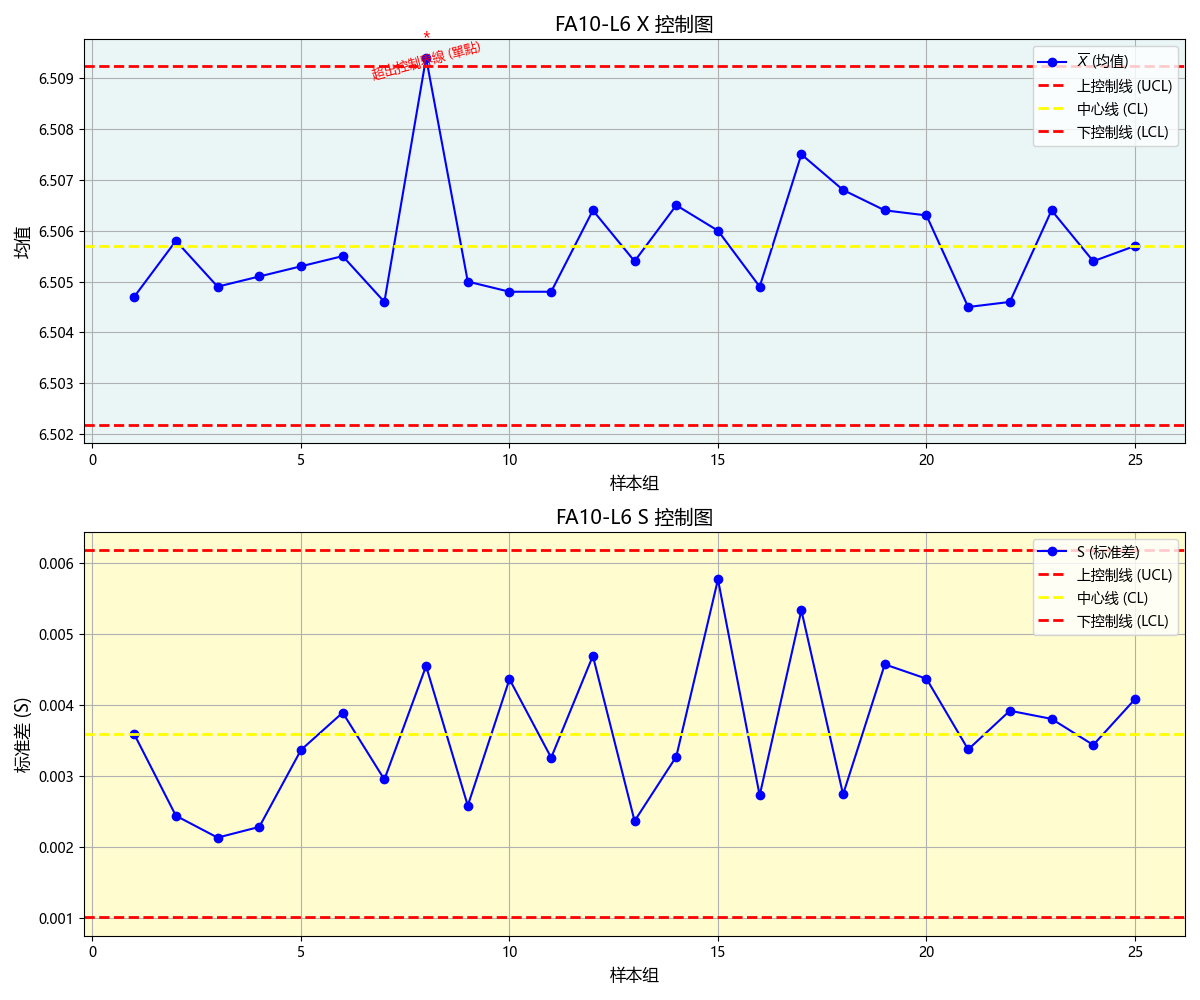 FA10-L6 X 控制图
*
超出控制界線 (單點)
X̅ (均值)
上控制线 (UCL)
中心线 (CL)
下控制线 (LCL)
6.509
6.508
6.507
6.506
6.505
6.504
6.503
6.502
均值
0 5 10 15 20 25
样本组
FA10-L6 S 控制图
S (标准差)
上控制线 (UCL)
中心线 (CL)
下控制线 (LCL)
0.006
0.005
0.004
0.003
0.002
0.001
标准差 (S)
0 5 10 15 20 25
样本组